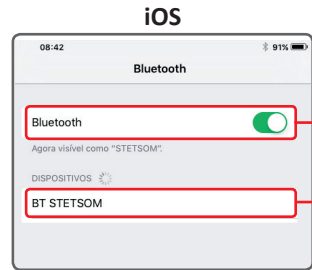 iOS
08:42 91%
Bluetooth
Bluetooth
Agora visível como "STETSOM".
DISPOSITIVOS
BT STETSOM